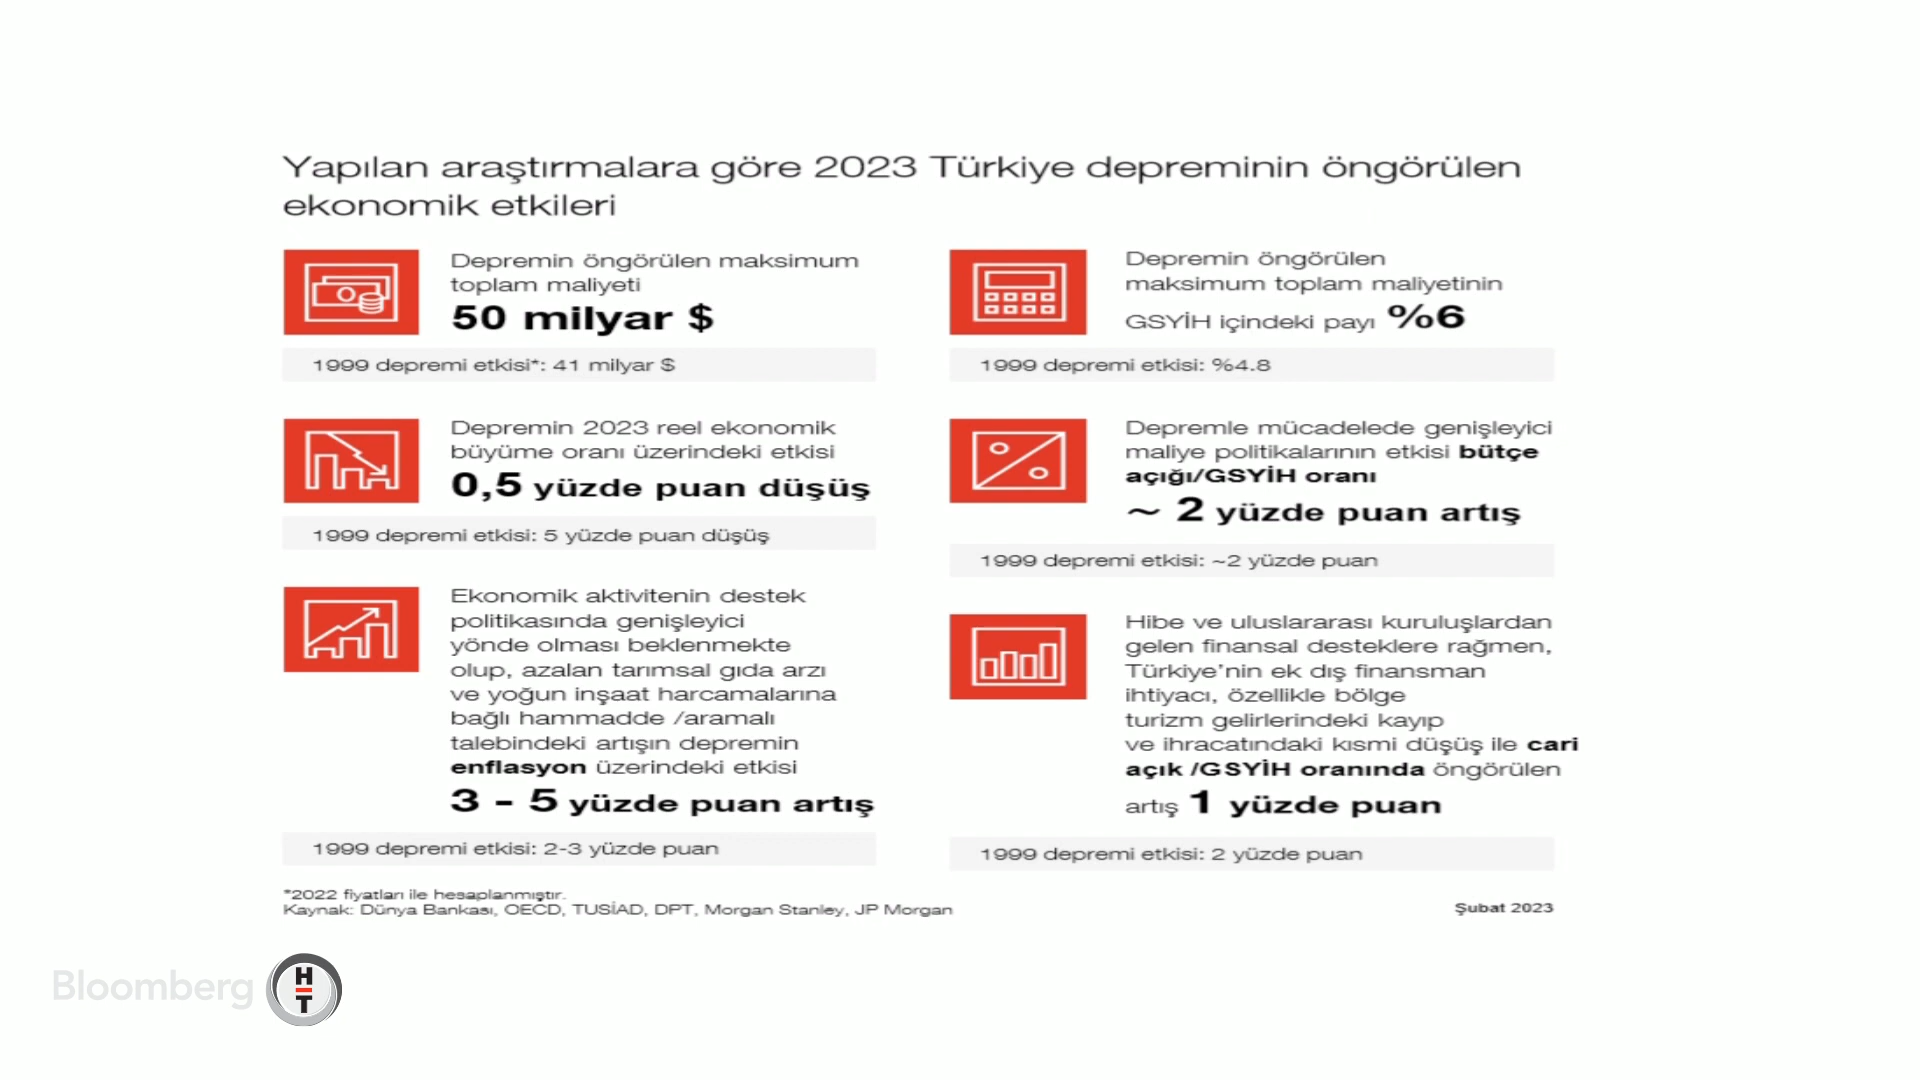 Yapılan araştırmalara göre 2023 Türkiye depreminin öngörülen
ekonomik etkileri
Depremin öngörülen maksimum
toplam maliyeti
50 milyar $
1999 depremi etkisi*: 41 milyar $
Depremin öngörülen
maksimum toplam maliyetinin
GSYİH içindeki payı %6
1999 depremi etkisi: %4.8
Depremin 2023 reel ekonomik
büyüme oranı üzerindeki etkisi
0,5 yüzde puan düşüş
1999 depremi etkisi: 5 yüzde puan düşüş
Depremle mücadelede genişleyici
maliye politikalarının etkisi bütçe
açığı/GSYİH oranı
~ 2 yüzde puan artış
1999 depremi etkisi: ~2 yüzde puan
Ekonomik aktivitenin destek
politikasında genişleyici
yönde olması beklenmekte
olup, azalan tarımsal gıda arzı
ve yoğun inşaat harcamalarına
bağlı hammadde /aramalı
talebindeki artışın depremin
enflasyon üzerindeki etkisi
3 - 5 yüzde puan artış
1999 depremi etkisi: 2-3 yüzde puan
Hibe ve uluslararası kuruluşlardan
gelen finansal desteklere rağmen,
Türkiye'nin ek dış finansman
ihtiyacı, özellikle bölge
turizm gelirlerindeki kayıp
ve ihracatındaki kısmi düşüş ile cari
açık /GSYİH oranında öngörülen
artış 1 yüzde puan
1999 depremi etkisi: 2 yüzde puan
*2022 fiyatları ile hesaplanmıştır.
Kaynak: Dünya Bankası, OECD, TUSİAD, DPT, Morgan Stanley, JP Morgan
Şubat 2023
Bloomberg HT